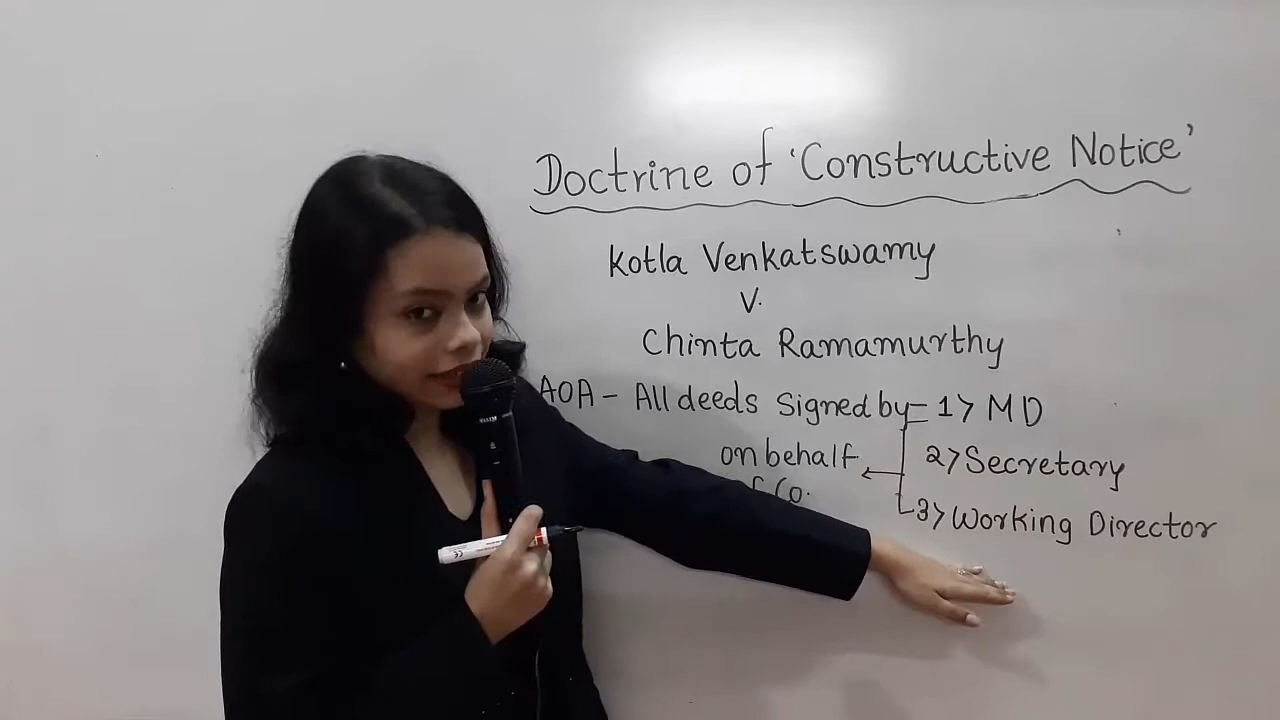 Doctrine of 'Constructive Notice'
Kotla Venkatswamy
V.
Chinta Ramamurthy
AOA - All deeds Signed by 1> MD
on behalf 2> Secretary
Co. 3> Working Director